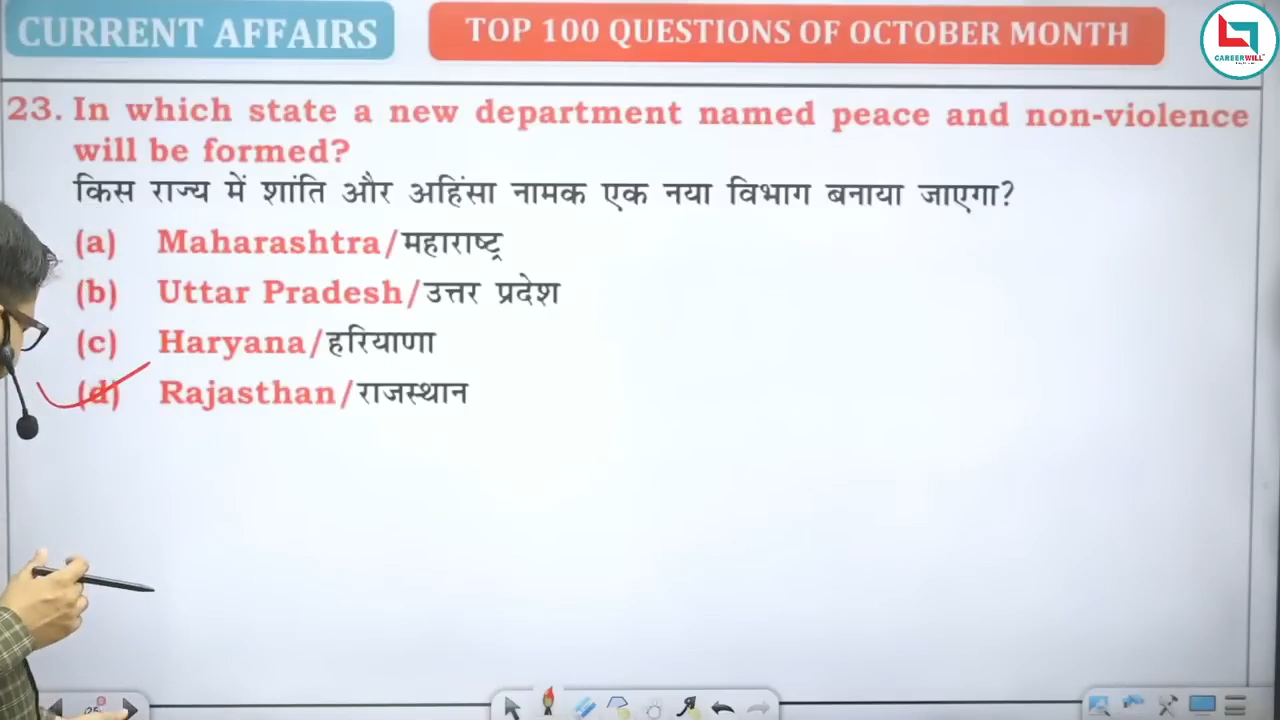 CURRENT AFFAIRS
TOP 100 QUESTIONS OF OCTOBER MONTH
CAREERWILL
23. In which state a new department named peace and non-violence
will be formed?
किस राज्य में शांति और अहिंसा नामक एक नया विभाग बनाया जाएगा?
(a) Maharashtra/महाराष्ट्र
(b) Uttar Pradesh/उत्तर प्रदेश
(c) Haryana/हरियाणा
(d) Rajasthan/राजस्थान